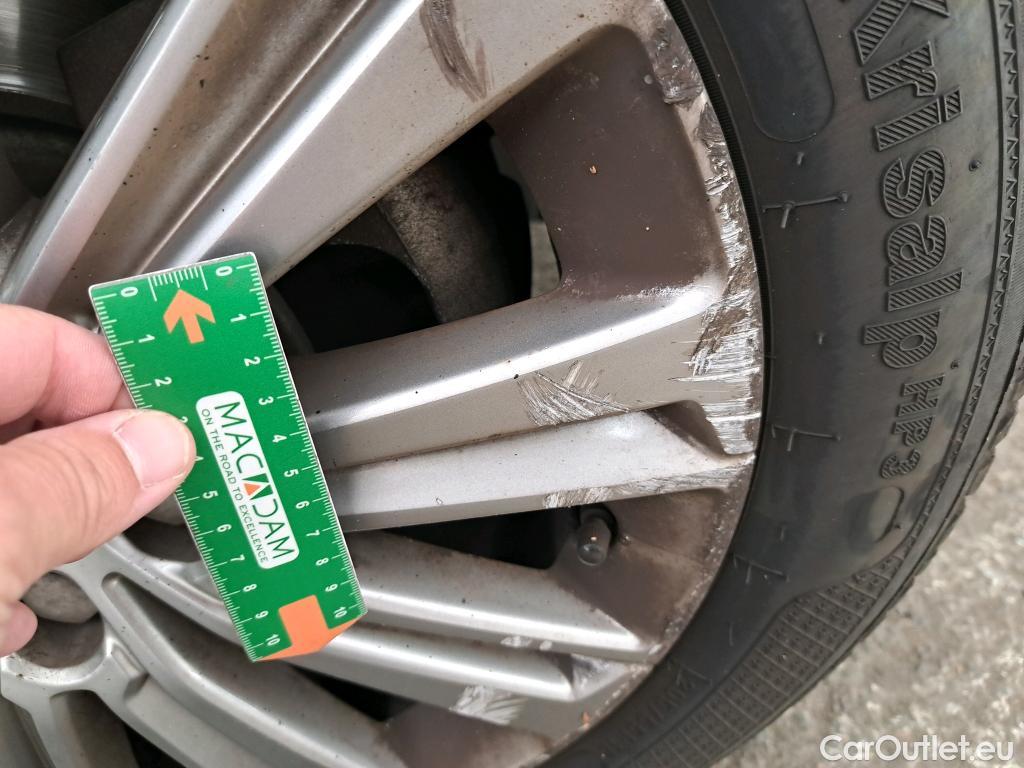 Krisalp HP3
0 1 2 3 4 5 6 7 8 9 10
MACADAM
ON THE ROAD TO EXCELLENCE
0 1 2 4 5 6 7 8 9 10
CarOutlet.eu